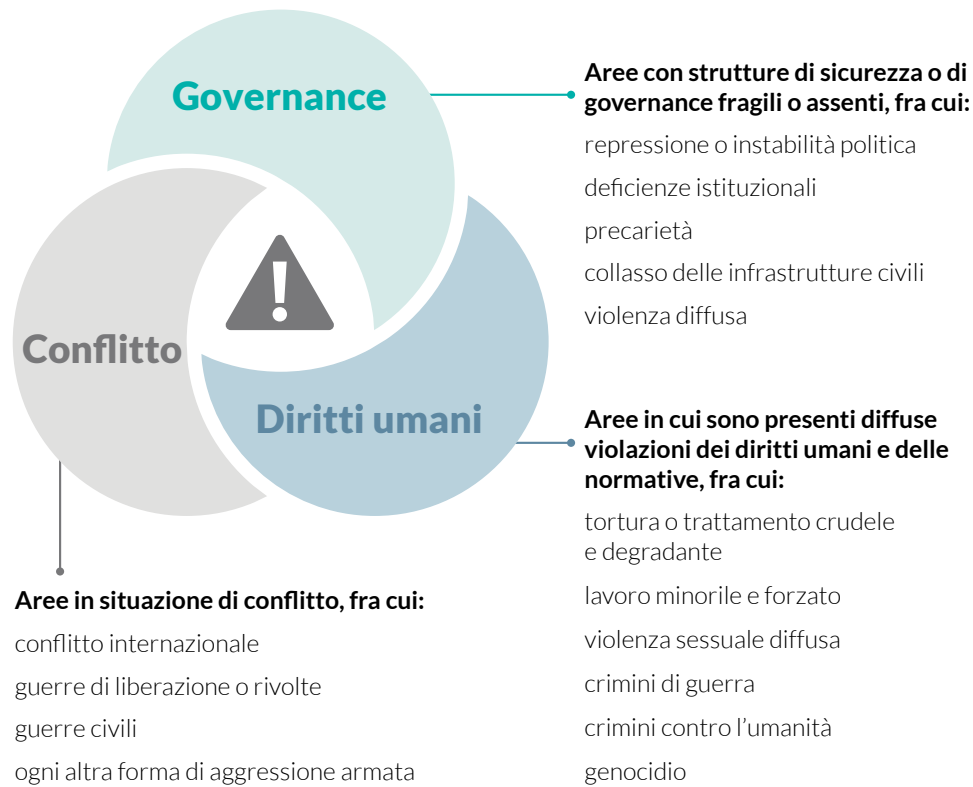 Governance
Conflitto
Diritti umani
Aree con strutture di sicurezza o di
governance fragili o assenti, fra cui:
repressione o instabilità politica
deficienze istituzionali
precarietà
collasso delle infrastrutture civili
violenza diffusa
Aree in cui sono presenti diffuse
violazioni dei diritti umani e delle
normative, fra cui:
tortura o trattamento crudele
e degradante
lavoro minorile e forzato
violenza sessuale diffusa
crimini di guerra
crimini contro l’umanità
genocidio
Aree in situazione di conflitto, fra cui:
conflitto internazionale
guerre di liberazione o rivolte
guerre civili
ogni altra forma di aggressione armata